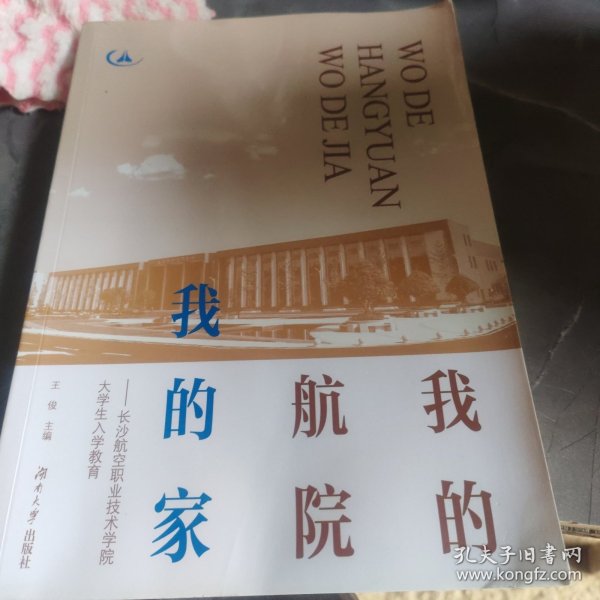 WO DE
HANGYUAN
WO DE JIA
我的
航院
我的家
——长沙航空职业技术学院
大学生入学教育
王俊 主编
湖南大学出版社
孔夫子旧书网
www.kongfz.com